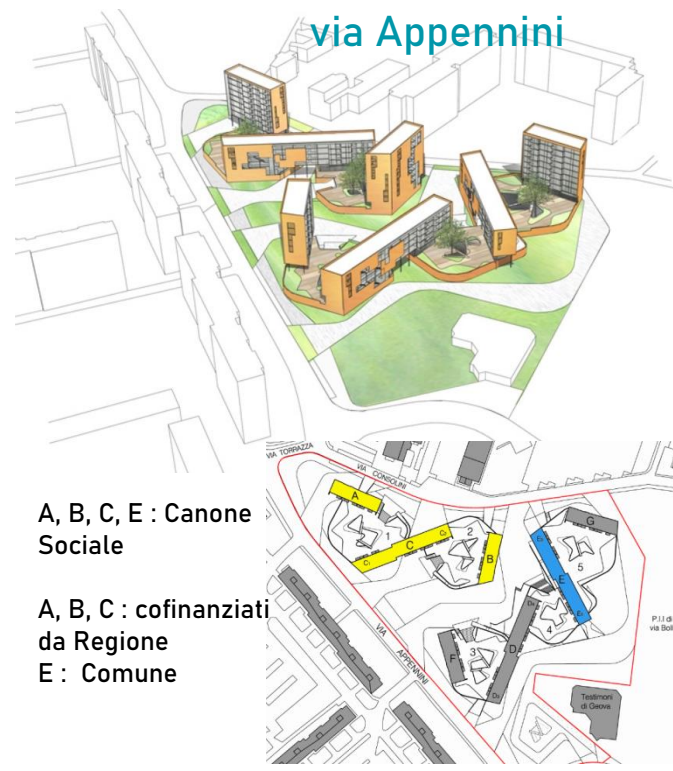 via Appennini
VIA TORRAZZA
VIA CONSOLINI
A, B, C, E : Canone
Sociale
A, B, C : cofinanziati
da Regione
E : Comune
A
G
C
2
1
B
5
E
4
P.I.I di
3
D
F
VIA APPENNINI
Testimoni
di Geova